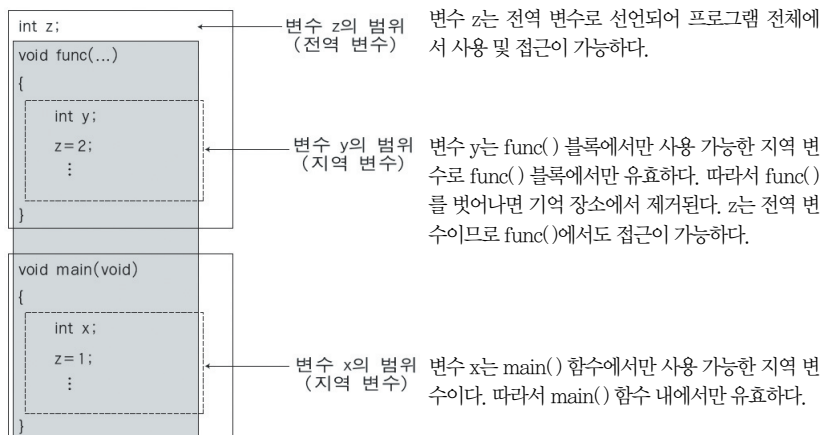 int z;
void func(...)
{
int y;
z=2;
⋮
}
void main(void)
{
int x;
z=1;
⋮
}
변수 z의 범위
(전역 변수)
변수 z는 전역 변수로 선언되어 프로그램 전체에
서 사용 및 접근이 가능하다.
변수 y의 범위
(지역 변수)
변수 y는 func( ) 블록에서만 사용 가능한 지역 변
수로 func( ) 블록에서만 유효하다. 따라서 func( )
를 벗어나면 기억 장소에서 제거된다. z는 전역 변
수이므로 func( )에서도 접근이 가능하다.
변수 x의 범위
(지역 변수)
변수 x는 main( ) 함수에서만 사용 가능한 지역 변
수이다. 따라서 main( ) 함수 내에서만 유효하다.